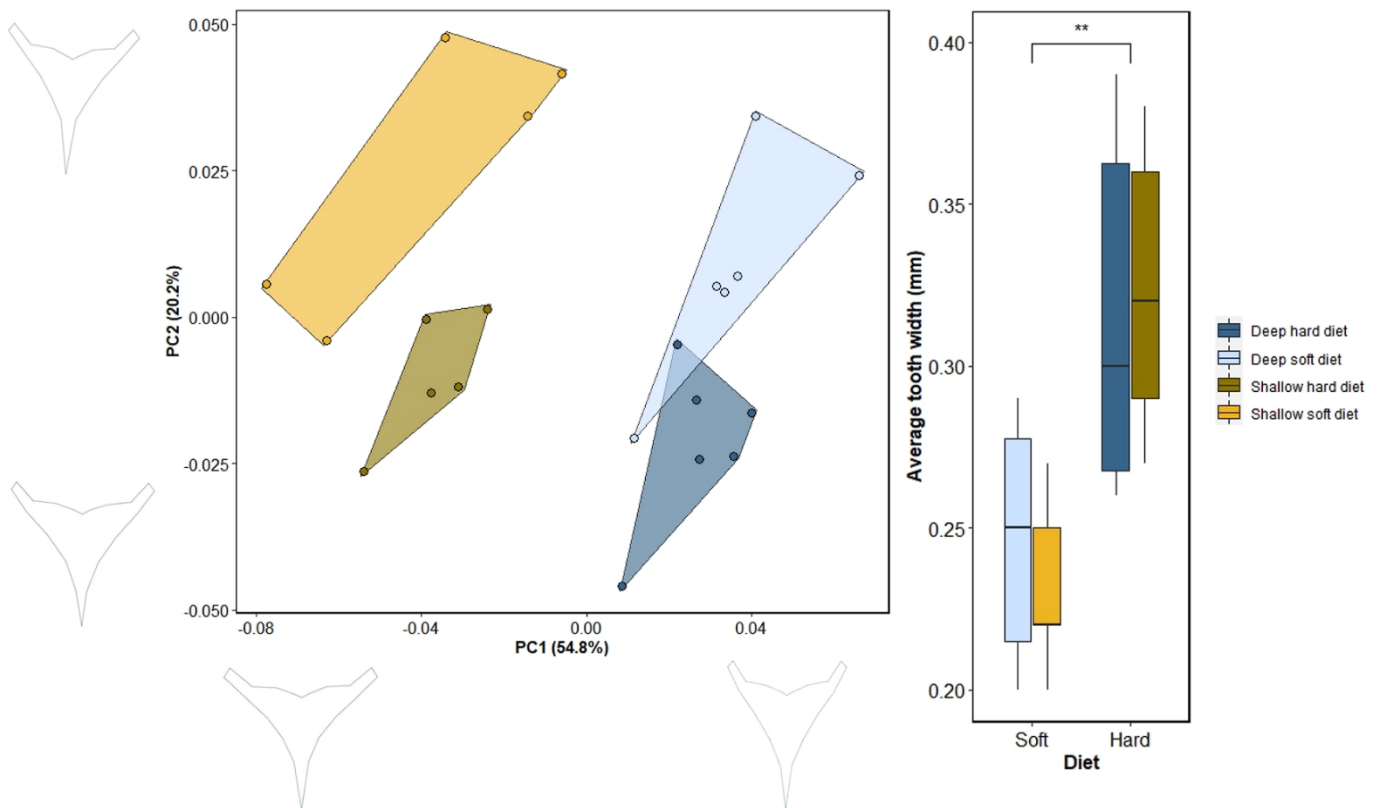 0.050
0.025
0.000
-0.025
-0.050
PC2 (20.2%)
-0.08
-0.04
0.00
0.04
PC1 (54.8%)
**
0.40
0.35
0.30
0.25
0.20
Average tooth width (mm)
Soft
Hard
Diet
Deep hard diet
Deep soft diet
Shallow hard diet
Shallow soft diet